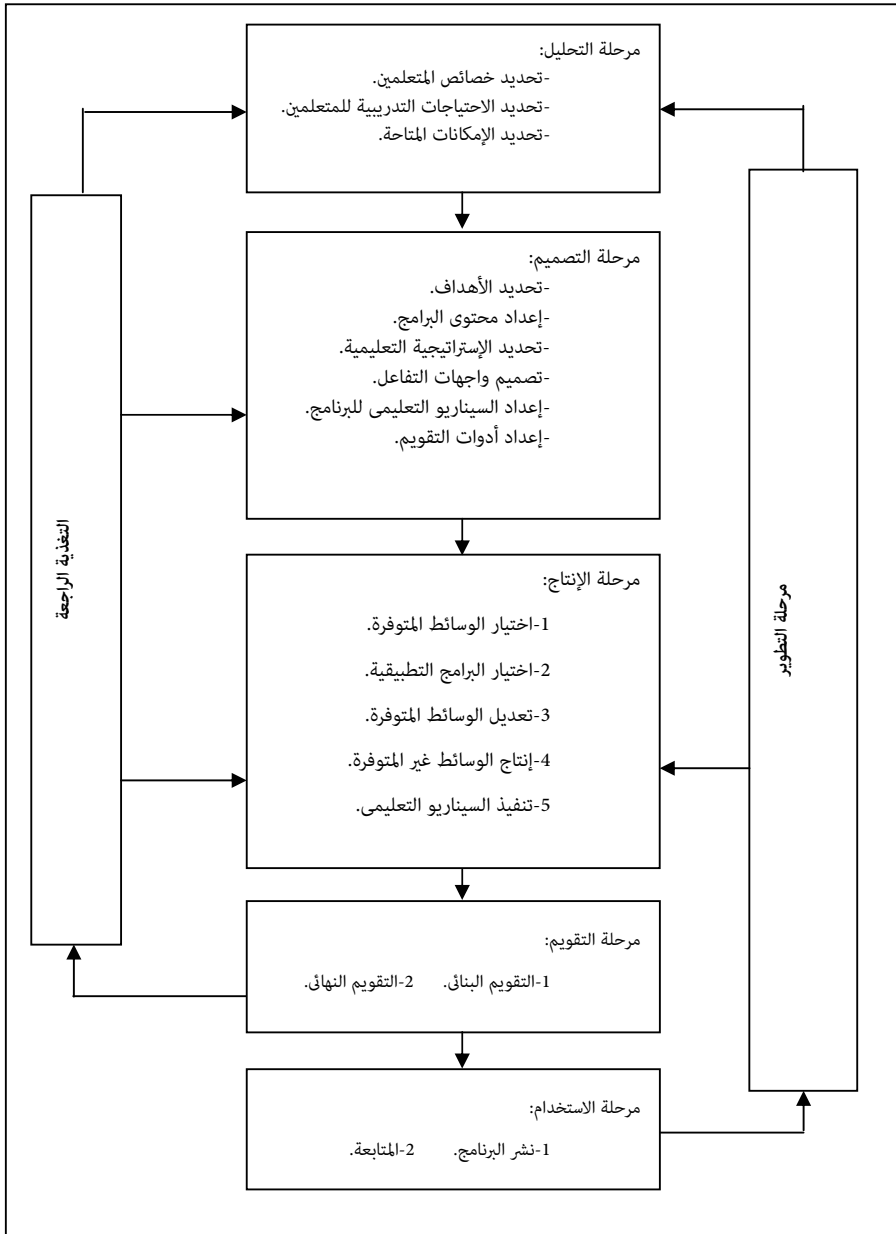 مرحلة التحليل:
-تحديد خصائص المتعلمين.
-تحديد الاحتياجات التدريبية للمتعلمين.
-تحديد الإمكانات المتاحة.
مرحلة التصميم:
-تحديد الأهداف.
-إعداد محتوى البرامج.
-تحديد الإستراتيجية التعليمية.
-تصميم واجهات التفاعل.
-إعداد السيناريو التعليمى للبرنامج.
-إعداد أدوات التقويم.
مرحلة الإنتاج:
1-اختيار الوسائط المتوفرة.
2-اختيار البرامج التطبيقية.
3-تعديل الوسائط المتوفرة.
4-إنتاج الوسائط غير المتوفرة.
5-تنفيذ السيناريو التعليمى.
مرحلة التقويم:
1-التقويم البنائى. 2-التقويم النهائى.
مرحلة الاستخدام:
1-نشر البرنامج. 2-المتابعة.
مرحلة التطوير
التغذية الراجعة